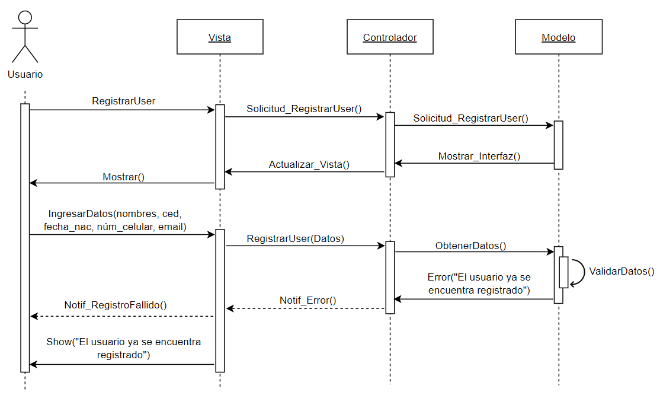 Usuario
Vista
Controlador
Modelo
RegistrarUser
Solicitud_RegistrarUser()
Solicitud_RegistrarUser()
Mostrar_Interfaz()
Actualizar_Vista()
Mostrar()
IngresarDatos(nombres, ced,
fecha_nac, núm_celular, email)
RegistrarUser(Datos)
ObtenerDatos()
ValidarDatos()
Error("El usuario ya se
encuentra registrado")
Notif_Error()
Notif_RegistroFallido()
Show("El usuario ya se encuentra
registrado")